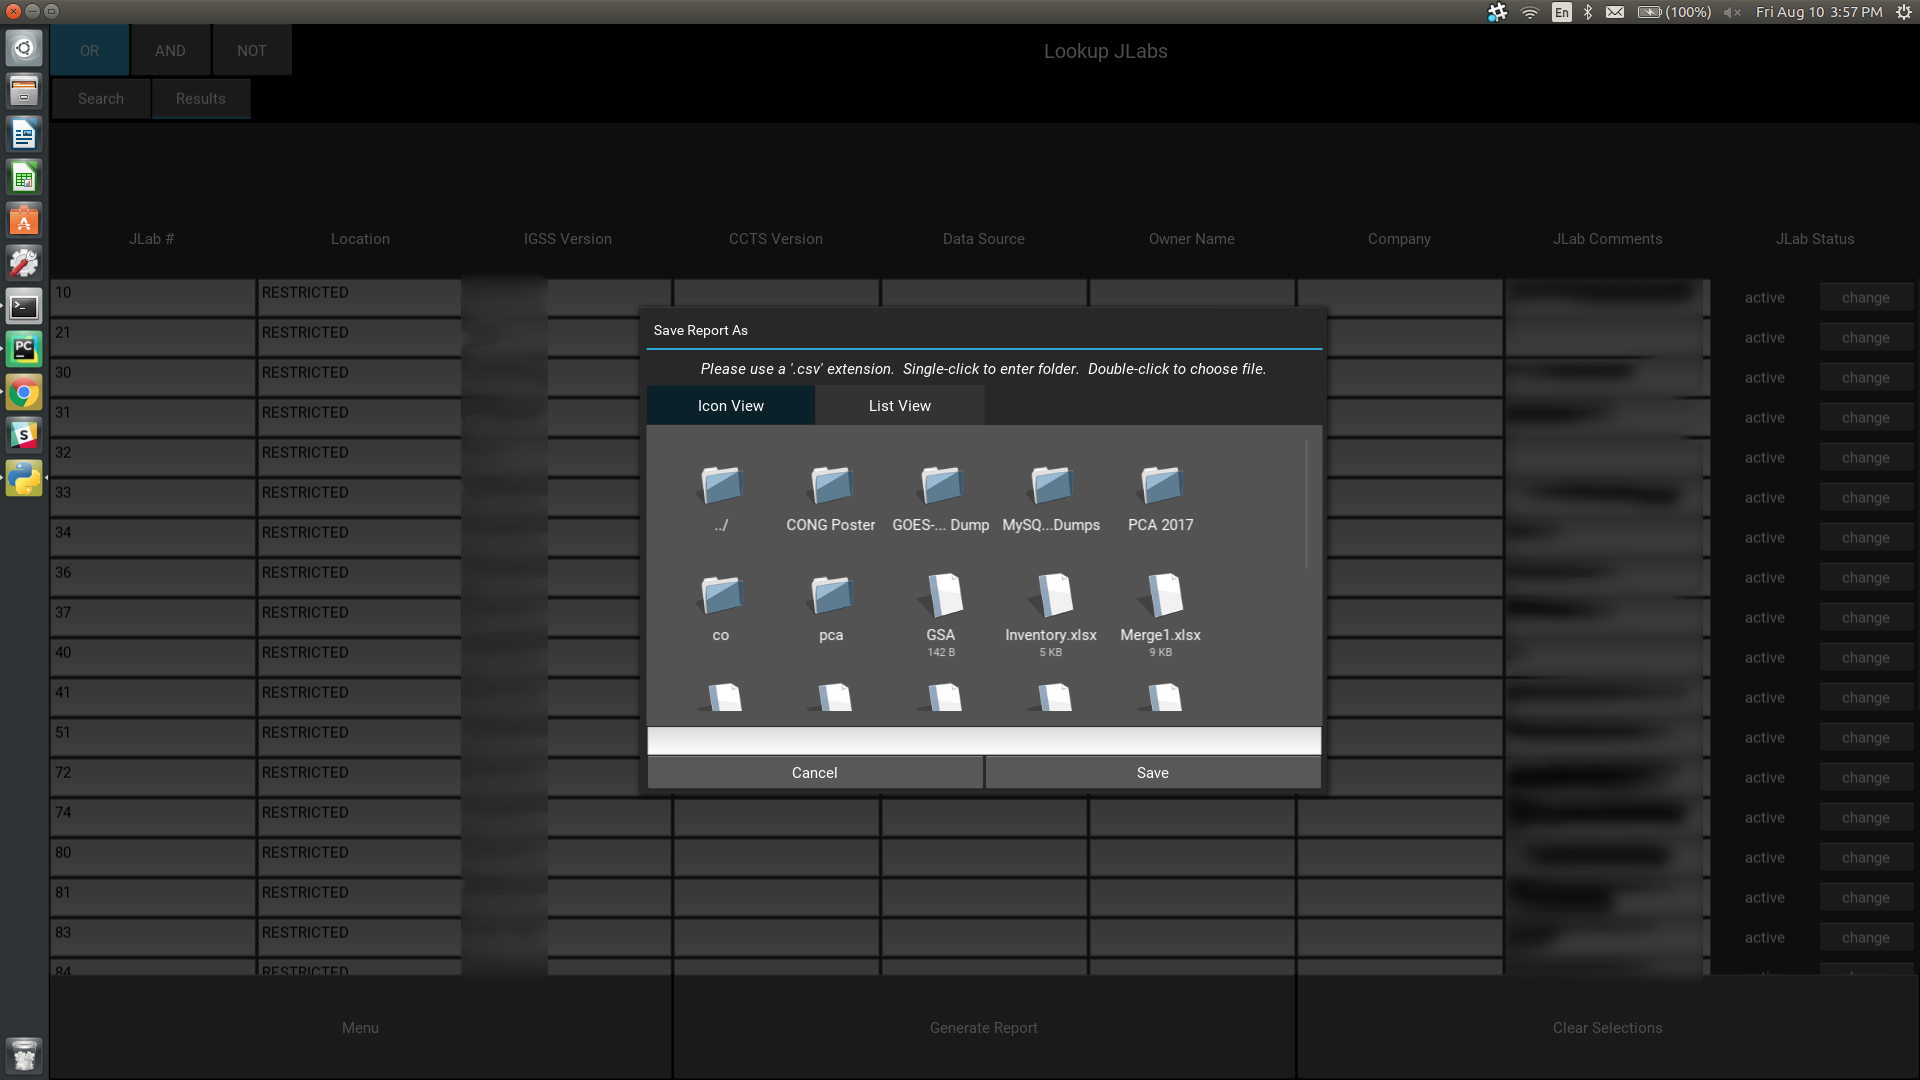 En (100%) Fri Aug 10 3:57 PM
OR AND NOT Lookup JLabs
Search Results
JLab # Location IGSS Version CCTS Version Data Source Owner Name Company JLab Comments JLab Status
10 RESTRICTED active change
21 RESTRICTED active change
30 RESTRICTED active change
31 RESTRICTED active change
32 RESTRICTED active change
33 RESTRICTED active change
34 RESTRICTED active change
36 RESTRICTED active change
37 RESTRICTED active change
40 RESTRICTED active change
41 RESTRICTED active change
51 RESTRICTED active change
72 RESTRICTED active change
74 RESTRICTED active change
80 RESTRICTED active change
81 RESTRICTED active change
83 RESTRICTED active change
84 RESTRICTED
Save Report As
Please use a '.csv' extension. Single-click to enter folder. Double-click to choose file.
Icon View List View
../ CONG Poster GOES-... Dump MySQ...Dumps PCA 2017
co pca GSA Inventory.xlsx Merge1.xlsx
142 B 5 KB 9 KB
Cancel Save
Menu Generate Report Clear Selections
PC